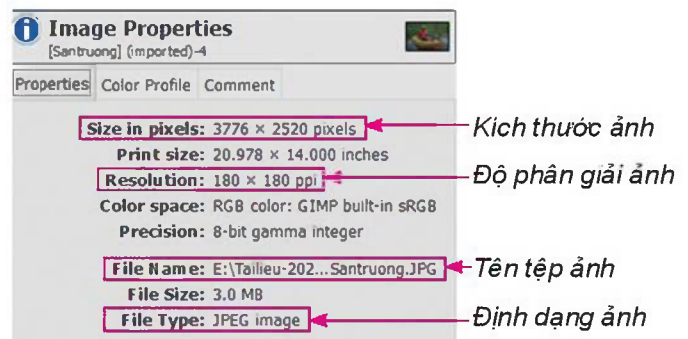 Image Properties
[Santruong] (imported)-4
Properties Color Profile Comment
Size in pixels: 3776 × 2520 pixels Kich thước ảnh
Print size: 20.978 × 14.000 inches
Resolution: 180 × 180 ppi Độ phân giải ảnh
Color space: RGB color: GIMP built-in sRGB
Precision: 8-bit gamma integer
File Name: E:\Tailieu-202...Santruong.JPG Tên tệp ảnh
File Size: 3.0 MB
File Type: JPEG image Định dạng ảnh